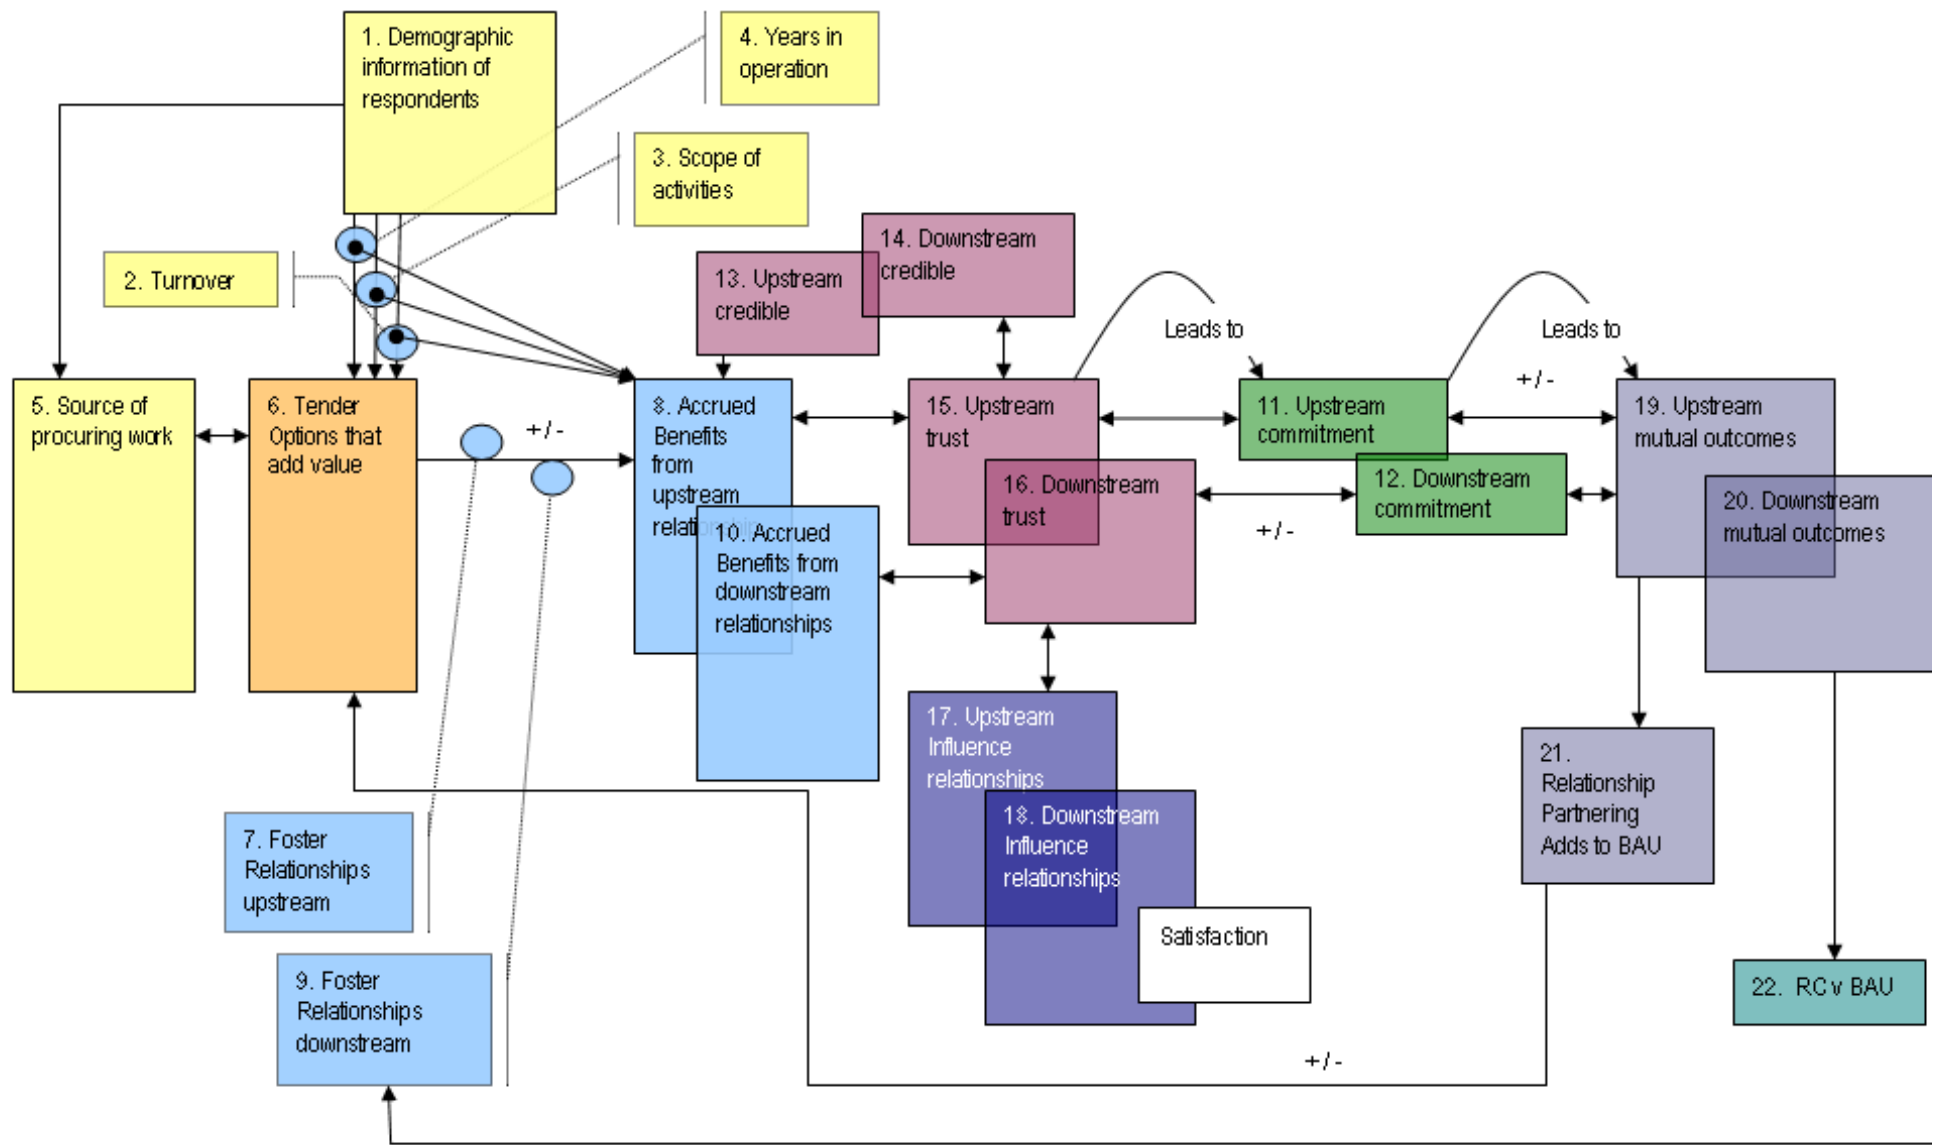 1. Demographic
information of
respondents
4. Years in
operation
3. Scope of
activities
2. Turnover
14. Downstream
credible
13. Upstream
credible
Leads to
Leads to
5. Source of
procuring work
6. Tender
Options that
add value
+/-
8. Accrued
Benefits
from
upstream
relationship
10. Accrued
Benefits from
downstream
relationships
15. Upstream
trust
16. Downstream
trust
11. Upstream
commitment
12. Downstream
commitment
+/-
+/-
19. Upstream
mutual outcomes
20. Downstream
mutual outcomes
17. Upstream
Influence
relationships
18. Downstream
Influence
relationships
Satisfaction
21.
Relationship
Partnering
Adds to BAU
7. Foster
Relationships
upstream
9. Foster
Relationships
downstream
22. RC v BAU
+/-